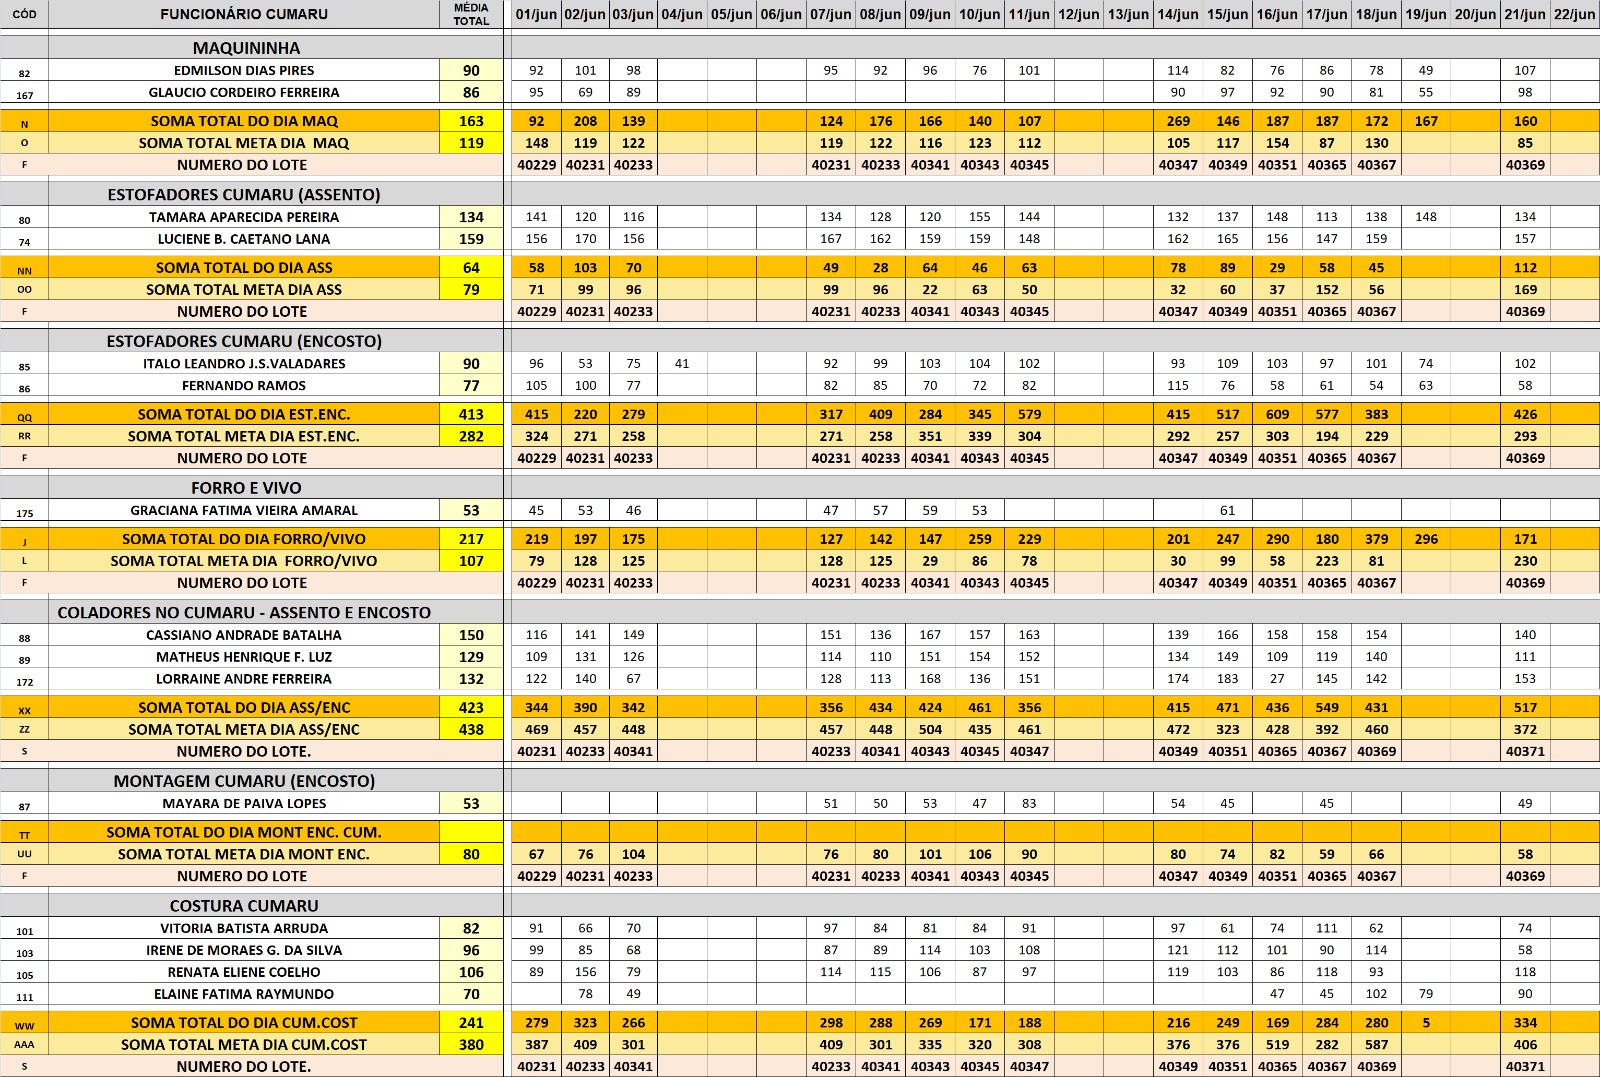 CÓD FUNCIONÁRIO CUMARU MÉDIA TOTAL 01/jun 02/jun 03/jun 04/jun 05/jun 06/jun 07/jun 08/jun 09/jun 10/jun 11/jun 12/jun 13/jun 14/jun 15/jun 16/jun 17/jun 18/jun 19/jun 20/jun 21/jun 22/jun
MAQUININHA
82 EDMILSON DIAS PIRES 90 92 101 98 95 92 96 76 101 114 82 76 86 78 49 107
167 GLAUCIO CORDEIRO FERREIRA 86 95 69 89 90 97 92 90 81 55 98
N SOMA TOTAL DO DIA MAQ 163 92 208 139 124 176 166 140 107 269 146 187 187 172 167 160
O SOMA TOTAL META DIA MAQ 119 148 119 122 119 122 116 123 112 105 117 154 87 130 85
F NUMERO DO LOTE 40229 40231 40233 40231 40233 40341 40343 40345 40347 40349 40351 40365 40367 40369
ESTOFADORES CUMARU (ASSENTO)
80 TAMARA APARECIDA PEREIRA 134 141 120 116 134 128 120 155 144 132 137 148 113 138 148 134
74 LUCIENE B. CAETANO LANA 159 156 170 156 167 162 159 159 148 162 165 156 147 159 157
NN SOMA TOTAL DO DIA ASS 64 58 103 70 49 28 64 46 63 78 89 29 58 45 112
OO SOMA TOTAL META DIA ASS 79 71 99 96 99 96 22 63 50 32 60 37 152 56 169
F NUMERO DO LOTE 40229 40231 40233 40231 40233 40341 40343 40345 40347 40349 40351 40365 40367 40369
ESTOFADORES CUMARU (ENCOSTO)
85 ITALO LEANDRO J.S.VALADARES 90 96 53 75 41 92 99 103 104 102 93 109 103 97 101 74 102
86 FERNANDO RAMOS 77 105 100 77 82 85 70 72 82 115 76 58 61 54 63 58
QQ SOMA TOTAL DO DIA EST.ENC. 413 415 220 279 317 409 284 345 579 415 517 609 577 383 426
RR SOMA TOTAL META DIA EST.ENC. 282 324 271 258 271 258 351 339 304 292 257 303 194 229 293
F NUMERO DO LOTE 40229 40231 40233 40231 40233 40341 40343 40345 40347 40349 40351 40365 40367 40369
FORRO E VIVO
175 GRACIANA FATIMA VIEIRA AMARAL 53 45 53 46 47 57 59 53 61
J SOMA TOTAL DO DIA FORRO/VIVO 217 219 197 175 127 142 147 259 229 201 247 290 180 379 296 171
L SOMA TOTAL META DIA FORRO/VIVO 107 79 128 125 128 125 29 86 78 30 99 58 223 81 230
F NUMERO DO LOTE 40229 40231 40233 40231 40233 40341 40343 40345 40347 40349 40351 40365 40367 40369
COLADORES NO CUMARU - ASSENTO E ENCOSTO
88 CASSIANO ANDRADE BATALHA 150 116 141 149 151 136 167 157 163 139 166 158 158 154 140
89 MATHEUS HENRIQUE F. LUZ 129 109 131 126 114 110 151 154 152 134 149 109 119 140 111
172 LORRAINE ANDRE FERREIRA 132 122 140 67 128 113 168 136 151 174 183 27 145 142 153
XX SOMA TOTAL DO DIA ASS/ENC 423 344 390 342 356 434 424 461 356 415 471 436 549 431 517
ZZ SOMA TOTAL META DIA ASS/ENC 438 469 457 448 457 448 504 435 461 472 323 428 392 460 372
S NUMERO DO LOTE. 40231 40233 40341 40233 40341 40343 40345 40347 40349 40351 40365 40367 40369 40371
MONTAGEM CUMARU (ENCOSTO)
87 MAYARA DE PAIVA LOPES 53 51 50 53 47 83 54 45 45 49
TT SOMA TOTAL DO DIA MONT ENC. CUM.
UU SOMA TOTAL META DIA MONT ENC. 80 67 76 104 76 80 101 106 90 80 74 82 59 66 58
F NUMERO DO LOTE 40229 40231 40233 40231 40233 40341 40343 40345 40347 40349 40351 40365 40367 40369
COSTURA CUMARU
101 VITORIA BATISTA ARRUDA 82 91 66 70 97 84 81 84 91 97 61 74 111 62 74
103 IRENE DE MORAES G. DA SILVA 96 99 85 68 87 89 114 103 108 121 112 101 90 114 58
105 RENATA ELIENE COELHO 106 89 156 79 114 115 106 87 97 119 103 86 118 93 118
111 ELAINE FATIMA RAYMUNDO 70 78 49 47 45 102 79 90
WW SOMA TOTAL DO DIA CUM.COST 241 279 323 266 298 288 269 171 188 216 249 169 284 280 5 334
AAA SOMA TOTAL META DIA CUM.COST 380 387 409 301 409 301 335 320 308 376 376 519 282 587 406
S NUMERO DO LOTE. 40231 40233 40341 40233 40341 40343 40345 40347 40349 40351 40365 40367 40369 40371